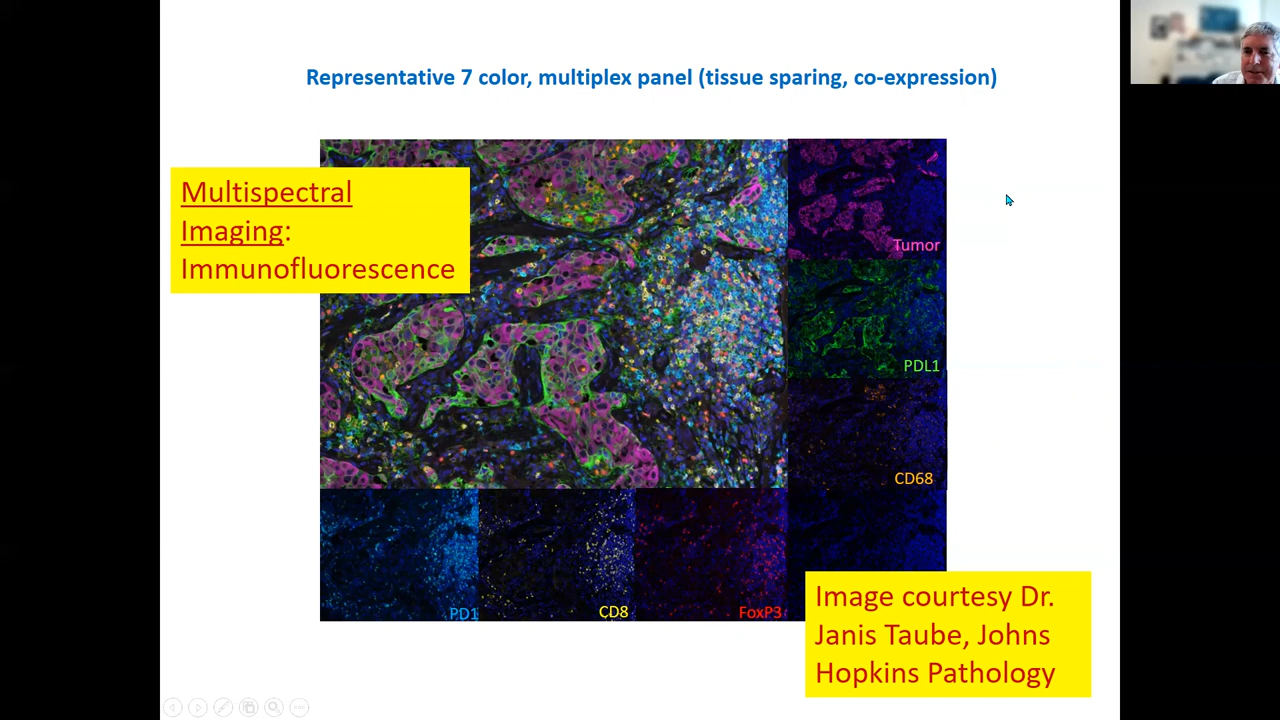 Representative 7 color, multiplex panel (tissue sparing, co-expression)
Multispectral
Imaging:
Immunofluorescence
Tumor
PDL1
CD68
PD1
CD8
FoxP3
Image courtesy Dr.
Janis Taube, Johns
Hopkins Pathology